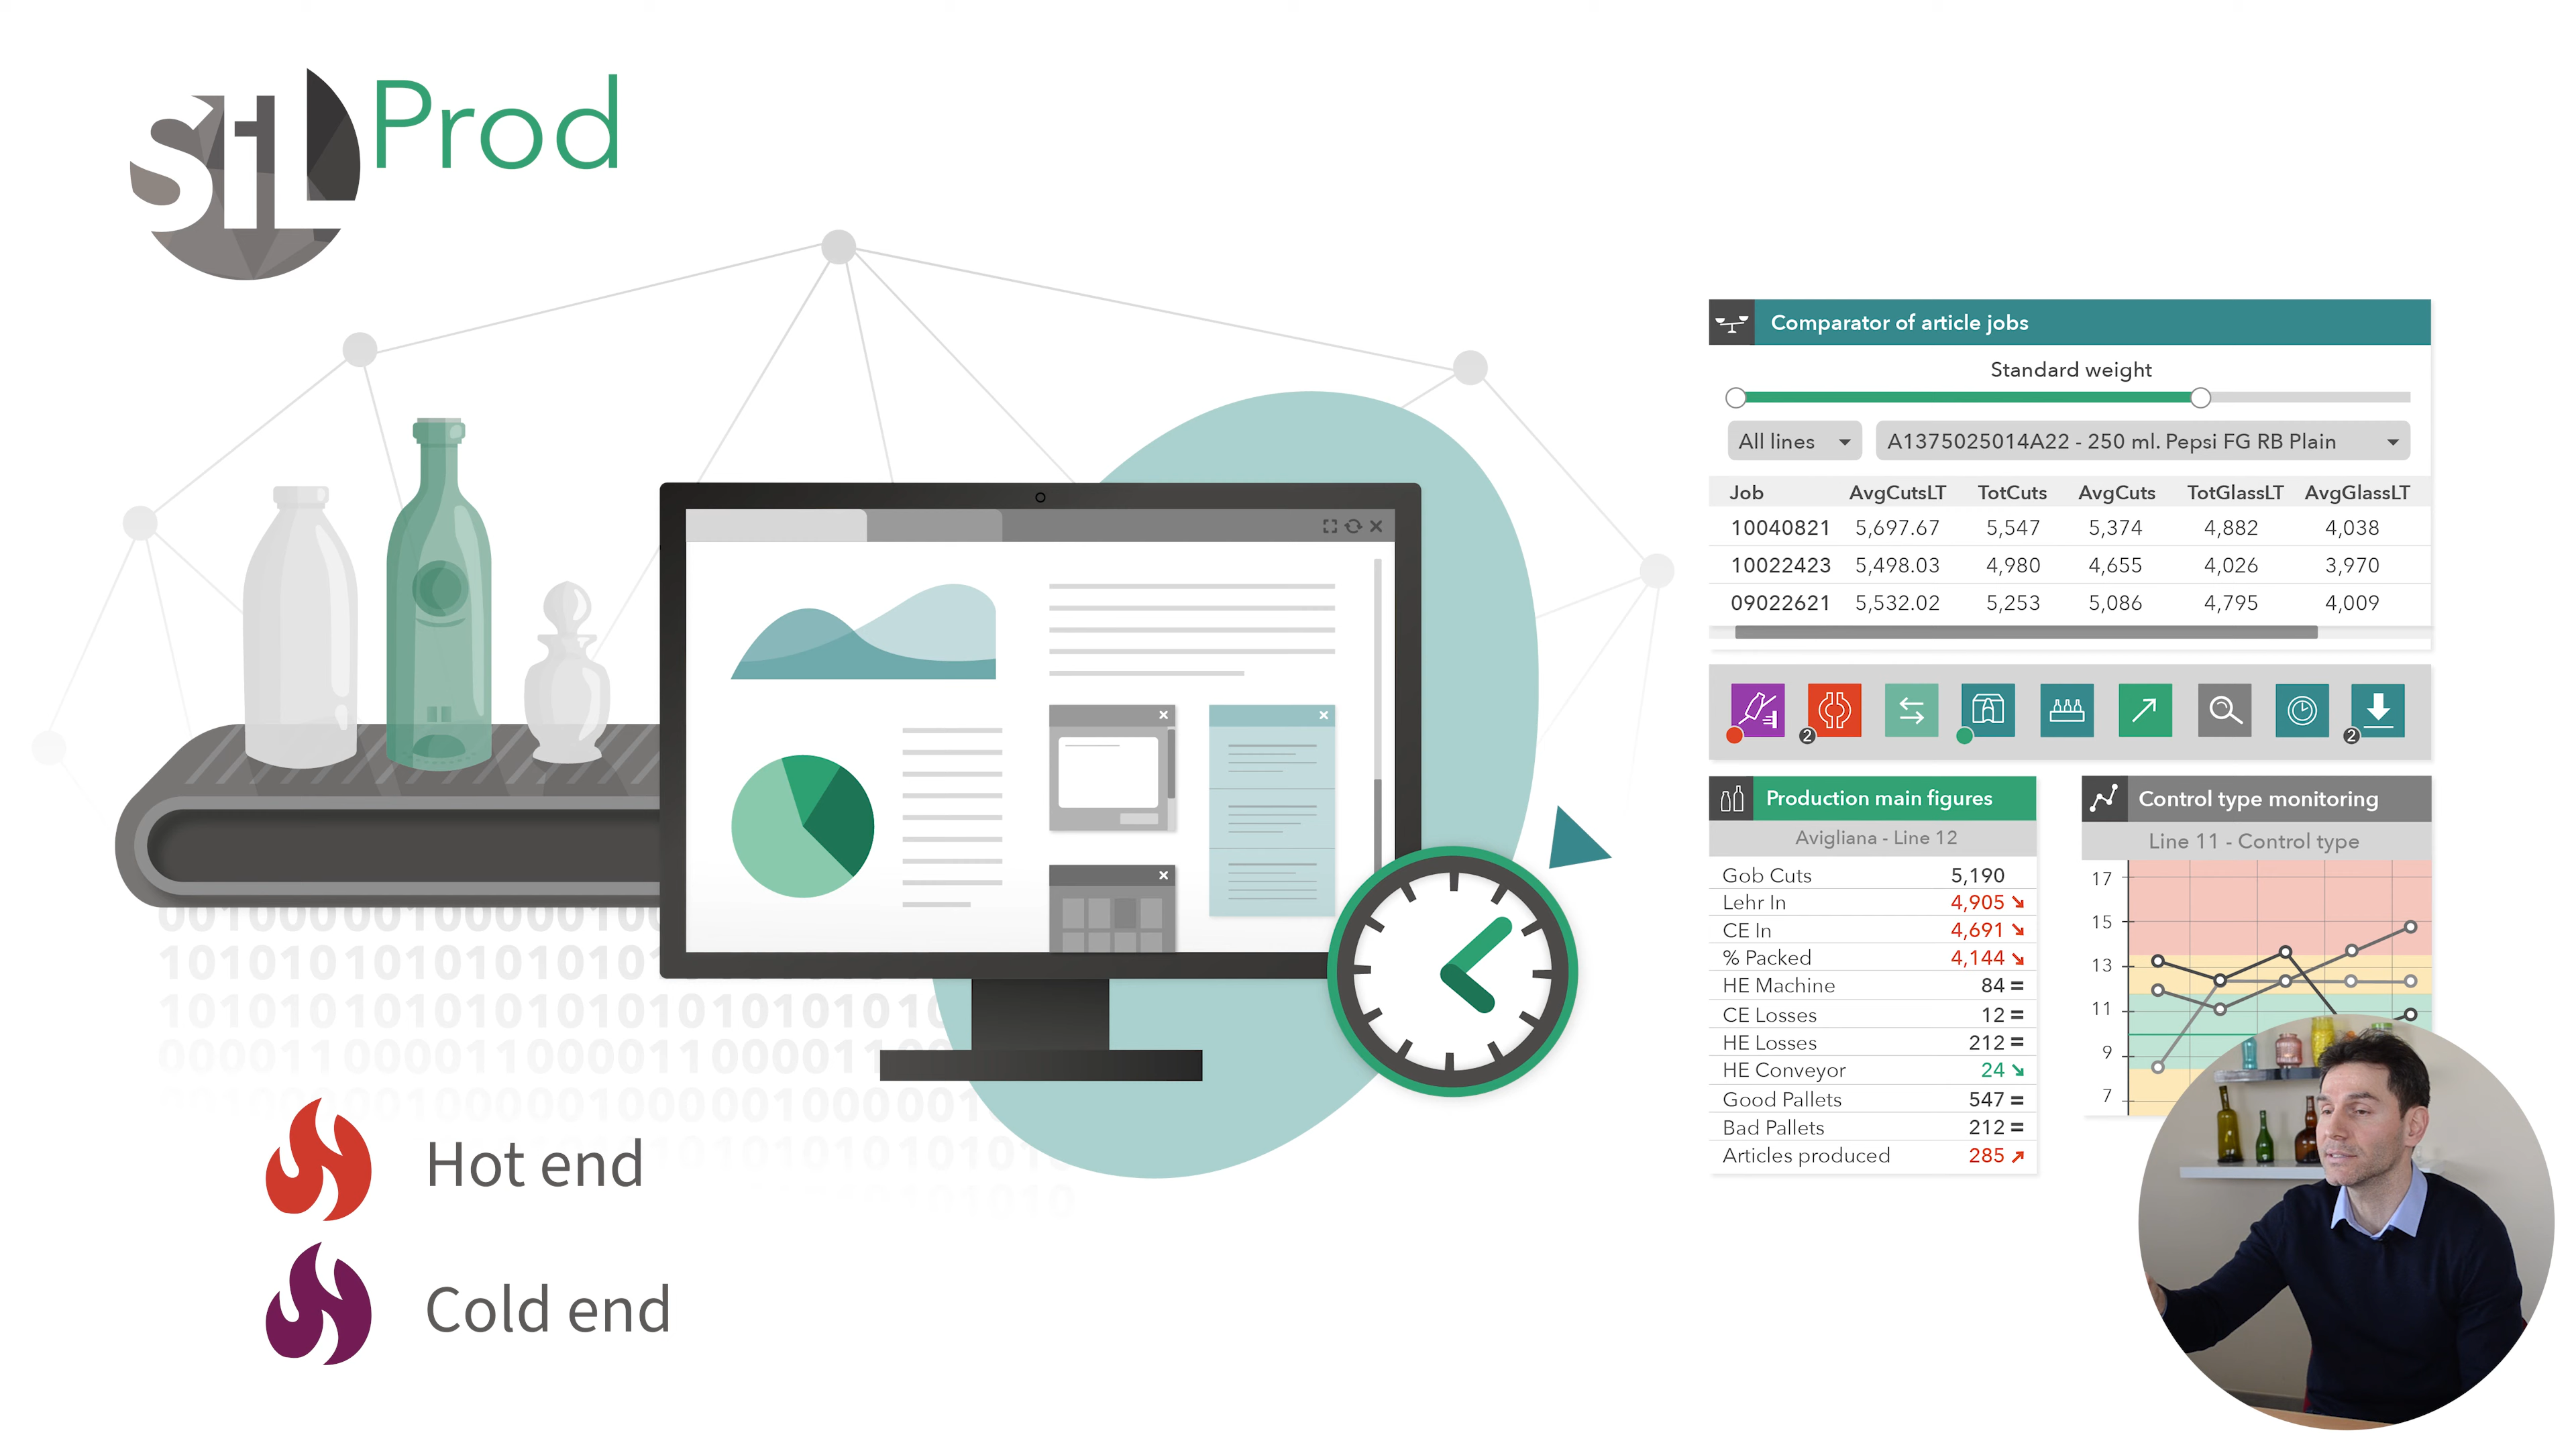 SiL Prod
Comparator of article jobs
Standard weight
All lines
A1375025014A22 - 250 ml. Pepsi FG RB Plain
Job AvgCutsLT TotCuts AvgCuts TotGlassLT AvgGlassLT
10040821 5,697.67 5,547 5,374 4,882 4,038
10022423 5,498.03 4,980 4,655 4,026 3,970
09022621 5,532.02 5,253 5,086 4,795 4,009
2 2
Production main figures
Avigliana - Line 12
Gob Cuts 5,190
Lehr In 4,905 ↘
CE In 4,691 ↘
% Packed 4,144 ↘
HE Machine 84 =
CE Losses 12 =
HE Losses 212 =
HE Conveyor 24 ↘
Good Pallets 547 =
Bad Pallets 212 =
Articles produced 285 ↗
Control type monitoring
Line 11 - Control type
17
15
13
11
9
7
Hot end
Cold end